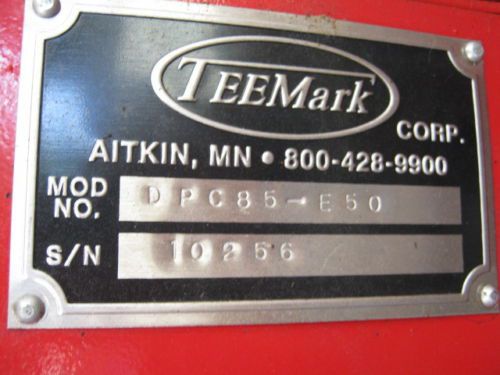 TEEMark
CORP.
AITKIN, MN • 800-428-9900
MOD NO. DPC85-E50
S/N 10256